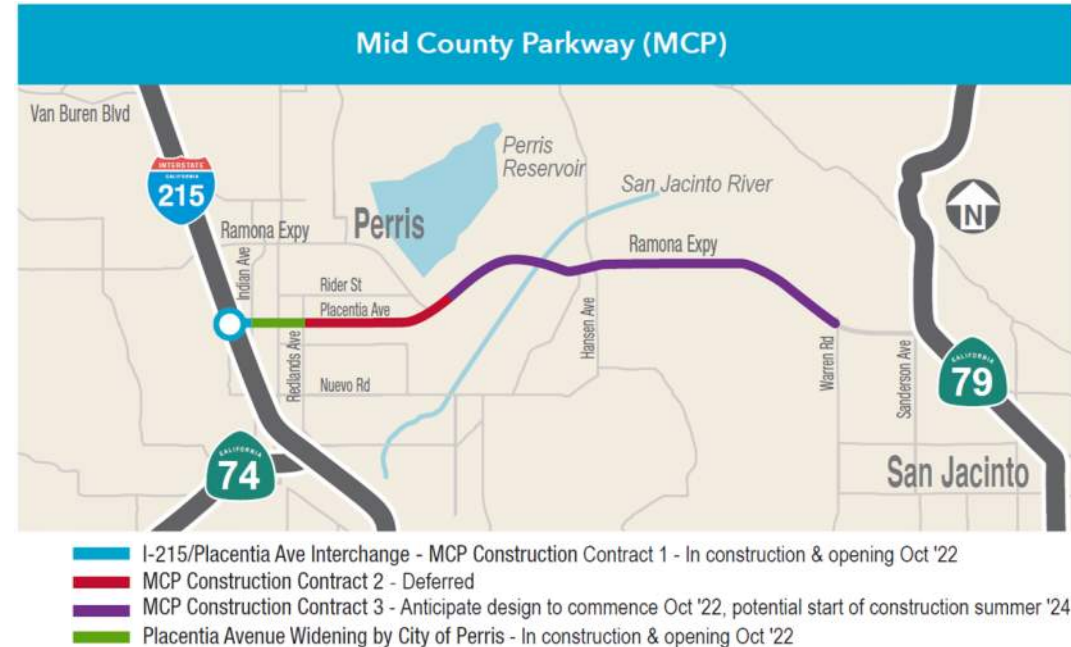 Mid County Parkway (MCP)
Van Buren Blvd
INTERSTATE
CALIFORNIA
215
Perris
Reservoir
San Jacinto River
N
Ramona Expy
Perris
Ramona Expy
Indian Ave
Rider St
Placentia Ave
Redlands Ave
Hansen Ave
Warren Rd
Sanderson Ave
Nuevo Rd
CALIFORNIA
79
CALIFORNIA
74
San Jacinto
I-215/Placentia Ave Interchange - MCP Construction Contract 1 - In construction & opening Oct '22
MCP Construction Contract 2 - Deferred
MCP Construction Contract 3 - Anticipate design to commence Oct '22, potential start of construction summer '24
Placentia Avenue Widening by City of Perris - In construction & opening Oct '22